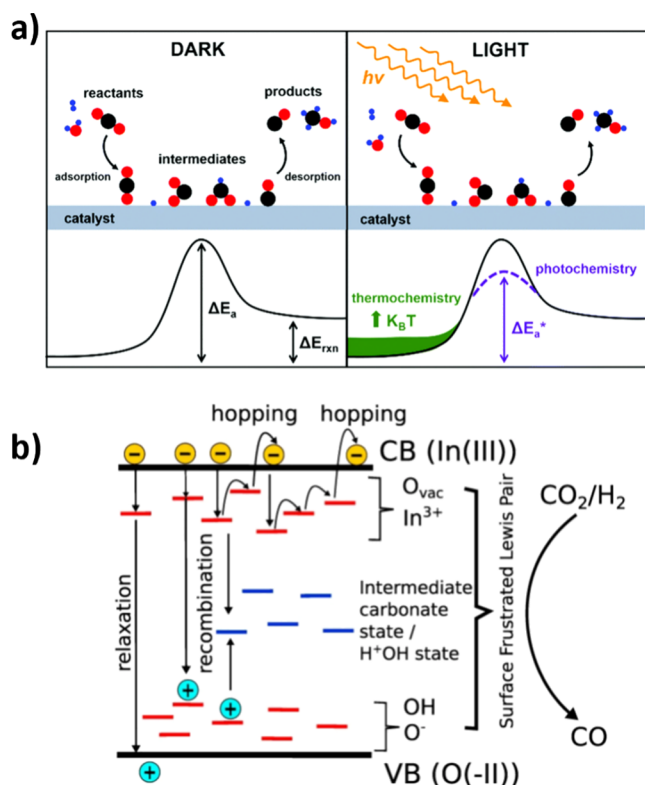 a)
DARK
reactants
products
intermediates
adsorption
desorption
catalyst
ΔEₐ
ΔEᵣₓₙ
LIGHT
hν
catalyst
photochemistry
thermochemistry
K_BT
ΔEₐ*
b)
hopping hopping
CB (In(III))
Oᵥₐc
In³⁺
CO₂/H₂
relaxation
recombination
Intermediate
carbonate
state /
H⁺OH state
Surface Frustrated Lewis Pair
OH
O⁻
CO
VB (O(-II))